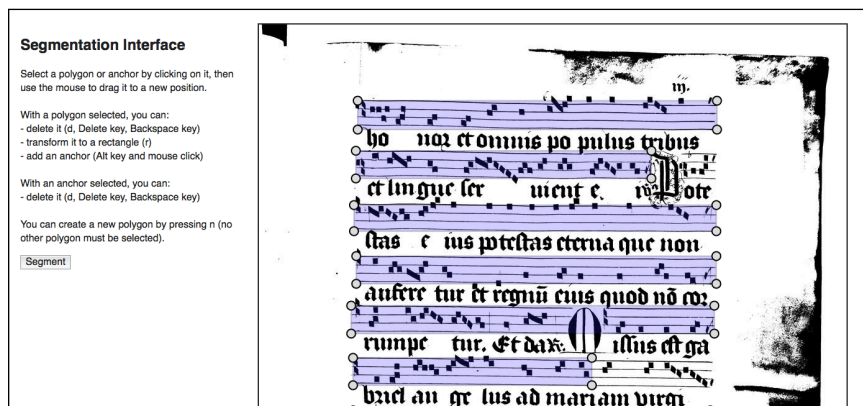 Segmentation Interface
Select a polygon or anchor by clicking on it, then
use the mouse to drag it to a new position.
With a polygon selected, you can:
- delete it (d, Delete key, Backspace key)
- transform it to a rectangle (r)
- add an anchor (Alt key and mouse click)
With an anchor selected, you can:
- delete it (d, Delete key, Backspace key)
You can create a new polygon by pressing n (no
other polygon must be selected).
Segment
ho nor et omnis po pulus tribus
et lingue ser uient e. Pote
stas e ius potestas eterna que non
aufere tur et regnū eius quod nō cor
rumpe tur. Et dax. M issus est ga
briel an ge lus ad mariam virgi